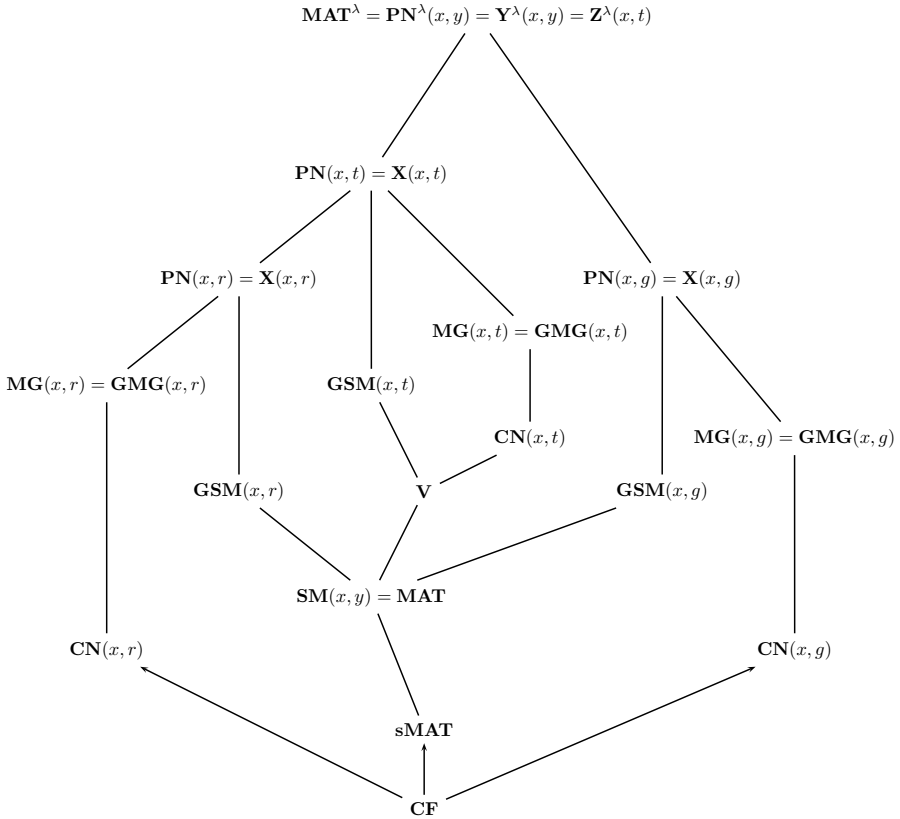 MAT^λ = PN^λ(x, y) = Y^λ(x, y) = Z^λ(x, t)
PN(x, t) = X(x, t)
PN(x, r) = X(x, r)
PN(x, g) = X(x, g)
MG(x, t) = GMG(x, t)
MG(x, r) = GMG(x, r)
GSM(x, t)
CN(x, t)
MG(x, g) = GMG(x, g)
GSM(x, r)
V
GSM(x, g)
SM(x, y) = MAT
CN(x, r)
CN(x, g)
sMAT
CF